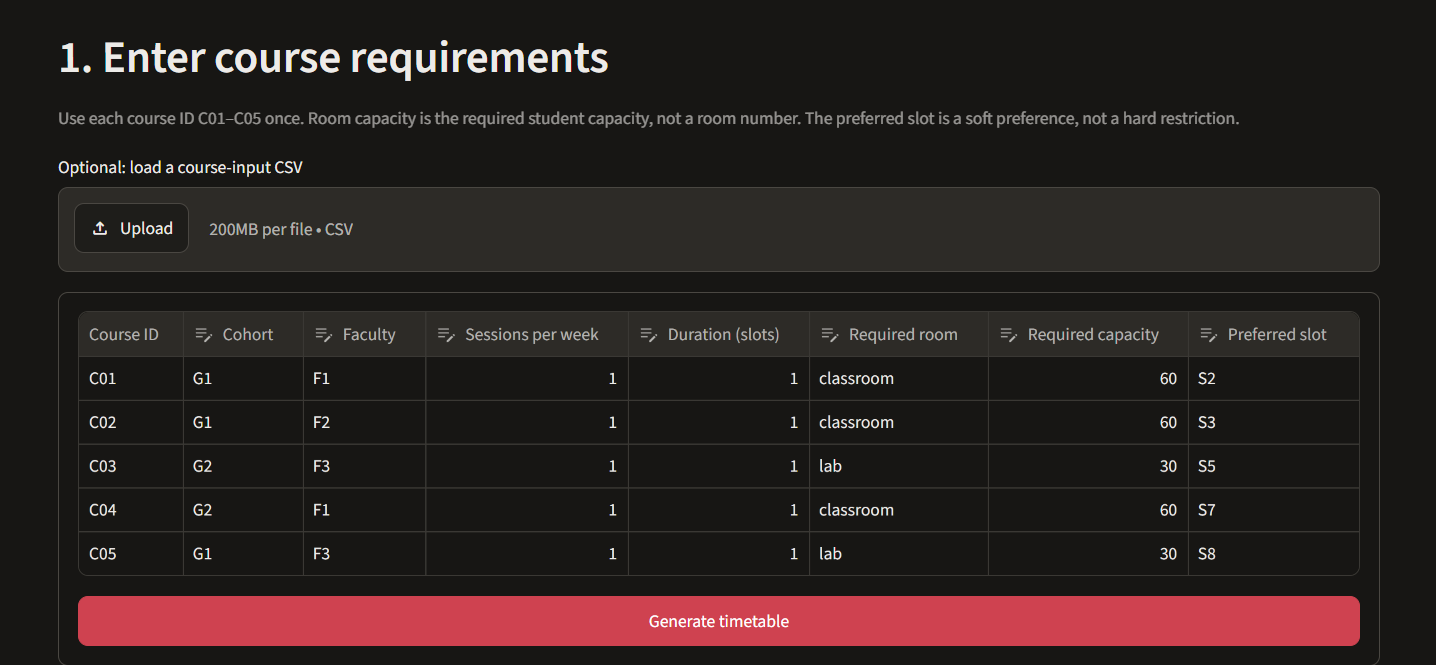 1. Enter course requirements
Use each course ID C01–C05 once. Room capacity is the required student capacity, not a room number. The preferred slot is a soft preference, not a hard restriction.
Optional: load a course-input CSV
Upload 200MB per file • CSV
Course ID Cohort Faculty Sessions per week Duration (slots) Required room Required capacity Preferred slot
C01 G1 F1 1 1 classroom 60 S2
C02 G1 F2 1 1 classroom 60 S3
C03 G2 F3 1 1 lab 30 S5
C04 G2 F1 1 1 classroom 60 S7
C05 G1 F3 1 1 lab 30 S8
Generate timetable